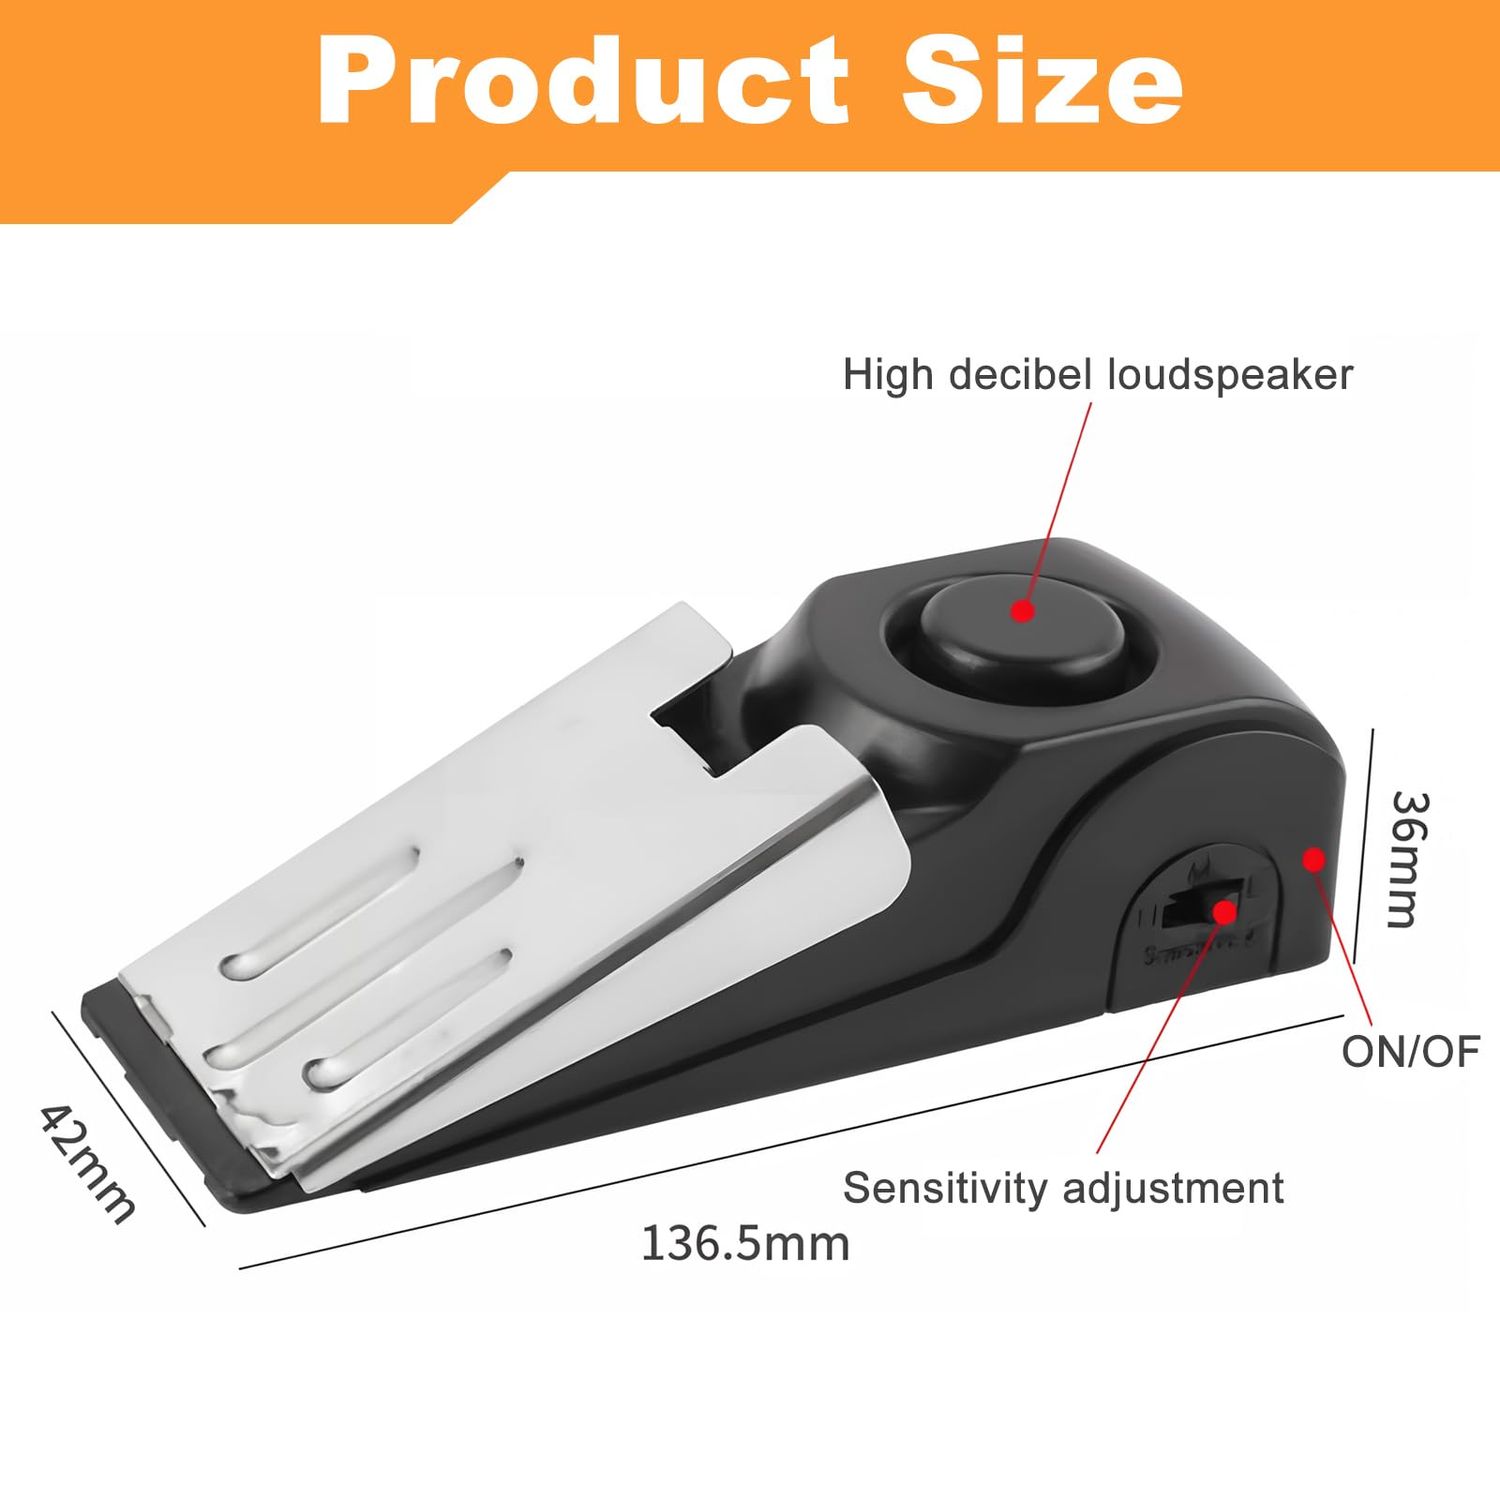 Product Size
High decibel loudspeaker
36mm
M
L
ON/OF
42mm
Sensitivity adjustment
136.5mm